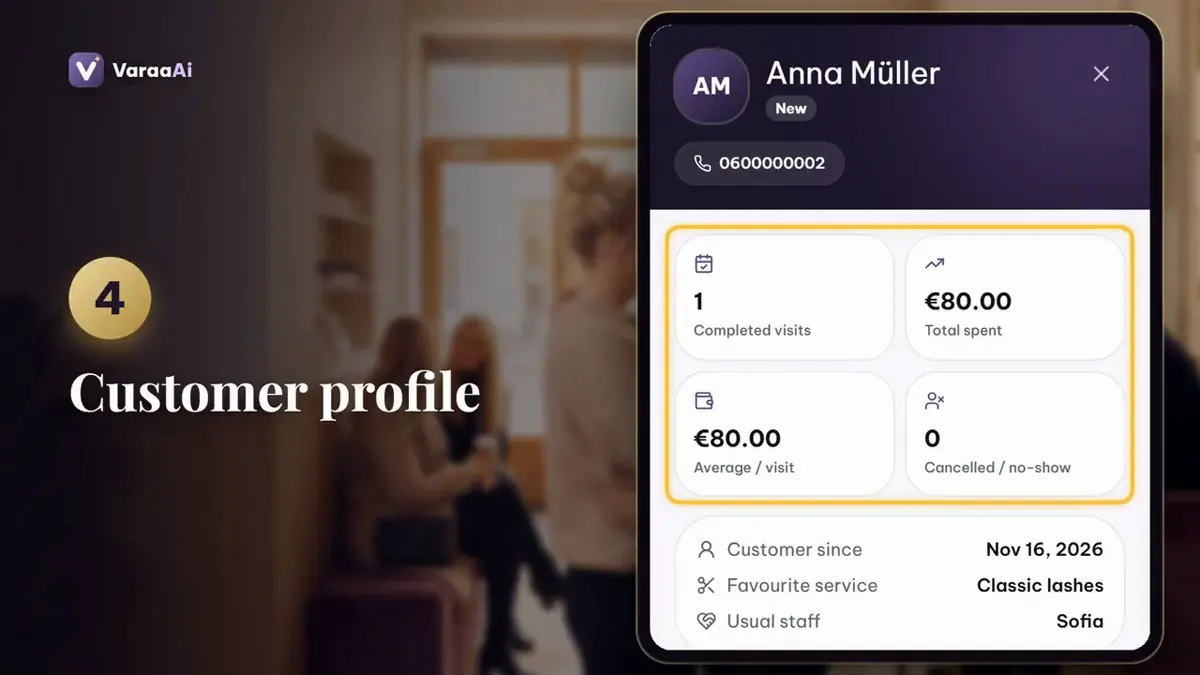 VaraaAi
4
Customer profile
AM
Anna Müller
New
0600000002
1
Completed visits
€80.00
Total spent
€80.00
Average / visit
0
Cancelled / no-show
Customer since Nov 16, 2026
Favourite service Classic lashes
Usual staff Sofia